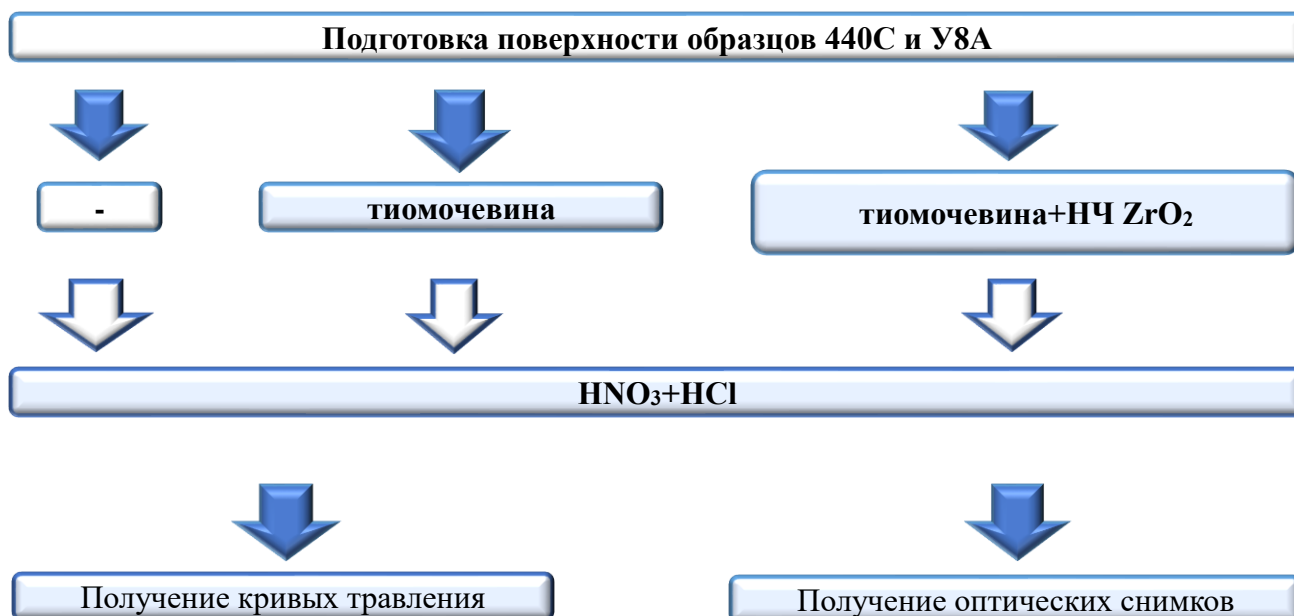 Подготовка поверхности образцов 440С и У8А
-
тиомочевина
тиомочевина+НЧ ZrO₂
HNO₃+HCl
Получение кривых травления
Получение оптических снимков